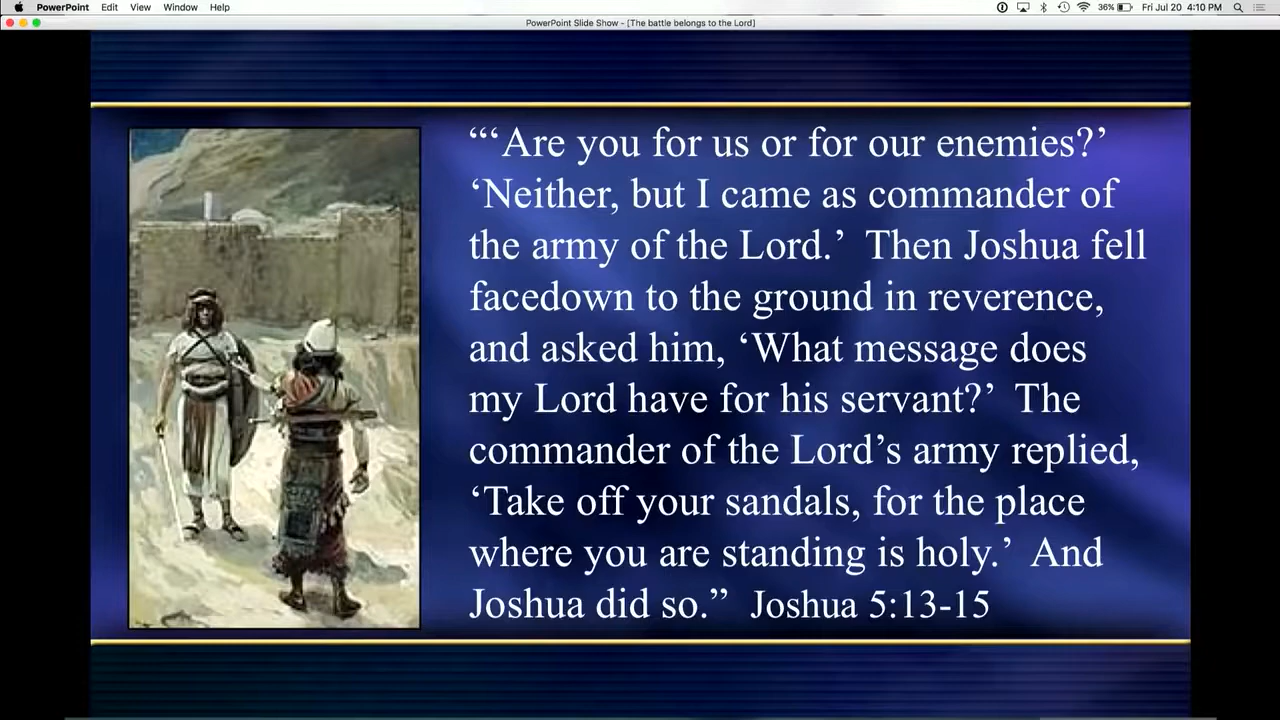 PowerPoint Edit View Window Help 36% Fri Jul 20 4:10 PM
PowerPoint Slide Show - [The battle belongs to the Lord]
“‘Are you for us or for our enemies?’
‘Neither, but I came as commander of
the army of the Lord.’ Then Joshua fell
facedown to the ground in reverence,
and asked him, ‘What message does
my Lord have for his servant?’ The
commander of the Lord’s army replied,
‘Take off your sandals, for the place
where you are standing is holy.’ And
Joshua did so.” Joshua 5:13-15